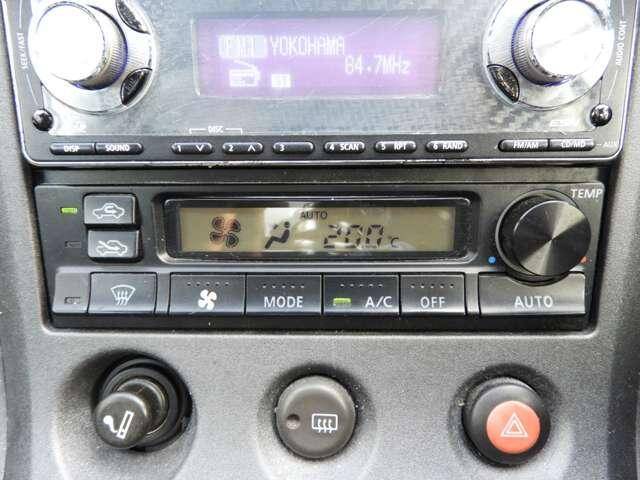 SEEK/FAST
AUDIO CONT
FM1 YOKOHAMA
84.7MHz
ST
DISC
DISP SOUND 1 2 3 4 SCAN 5 RPT 6 RAND FM/AM CD/MD AUX
TEMP
AUTO
20.0℃
MODE A/C OFF AUTO